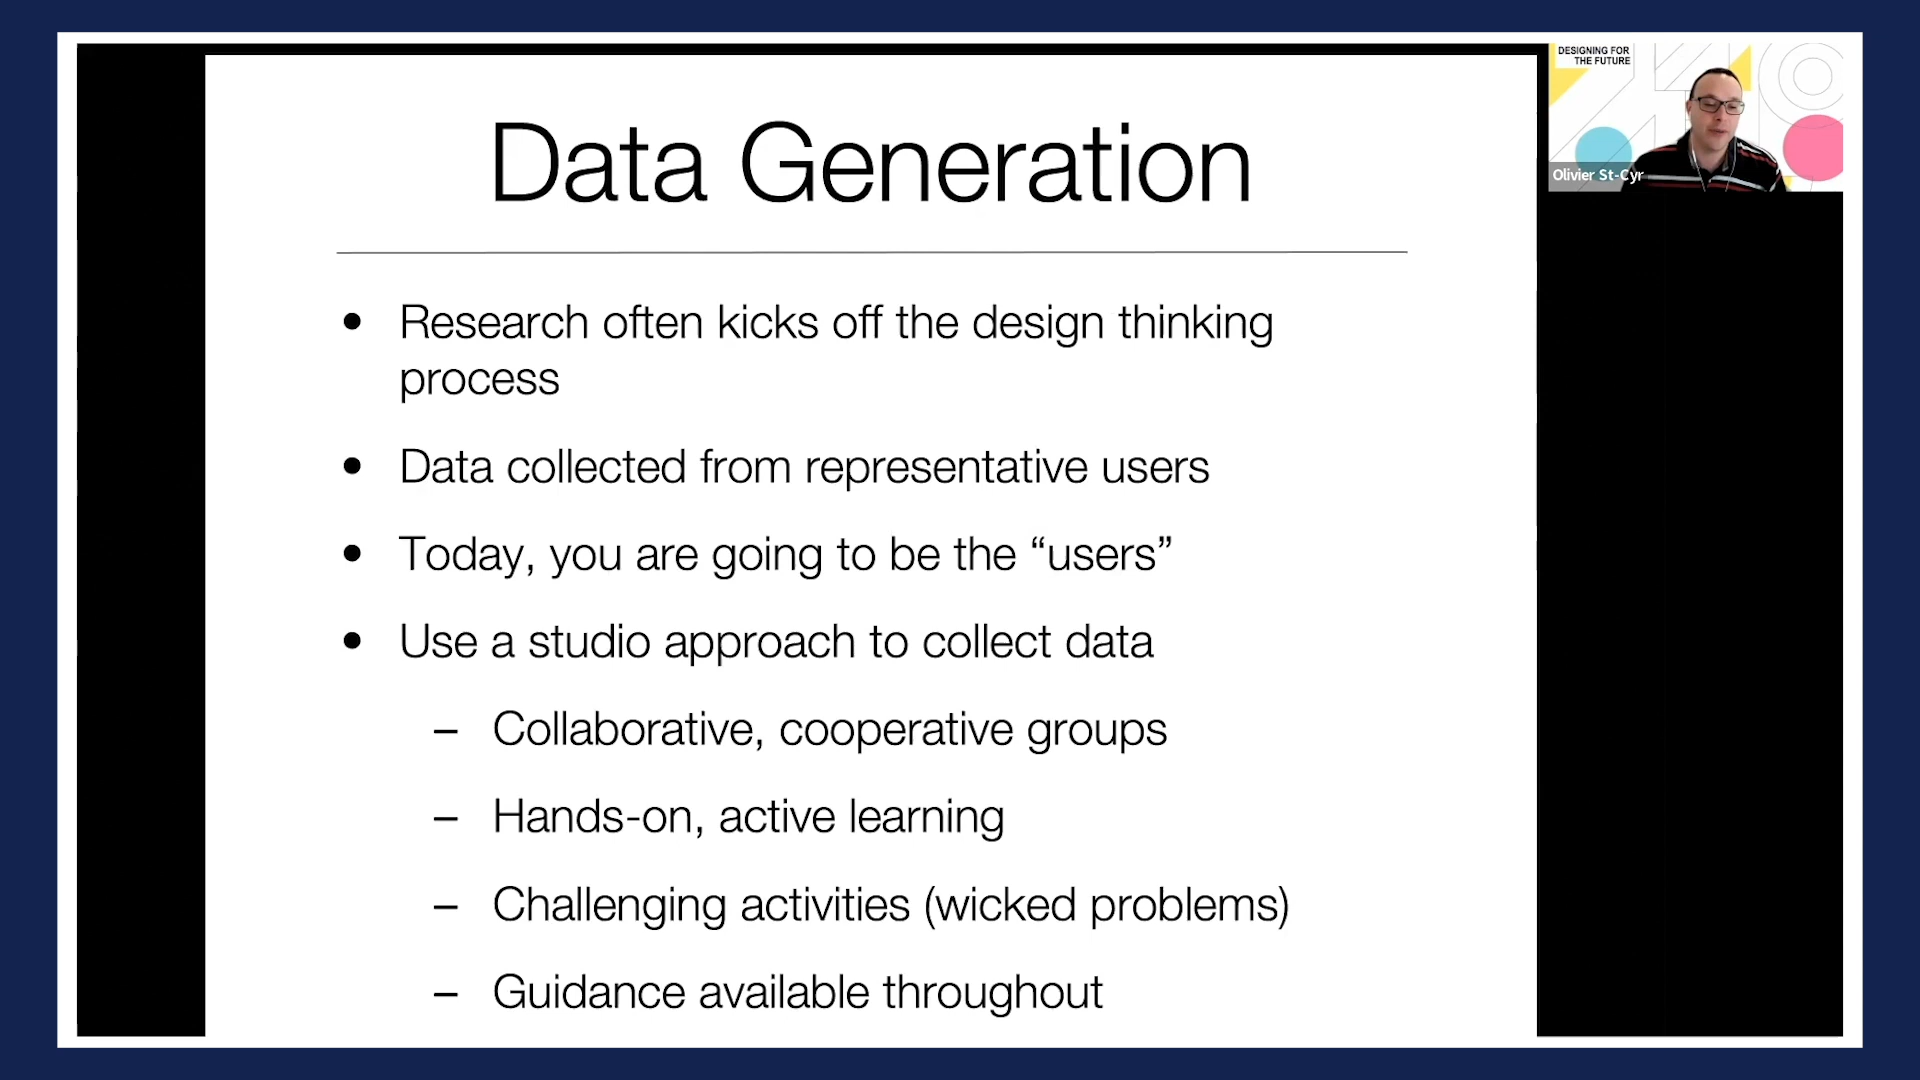 Data Generation
• Research often kicks off the design thinking
process
• Data collected from representative users
• Today, you are going to be the “users”
• Use a studio approach to collect data
– Collaborative, cooperative groups
– Hands-on, active learning
– Challenging activities (wicked problems)
– Guidance available throughout
DESIGNING FOR
THE FUTURE
Olivier St-Cyr